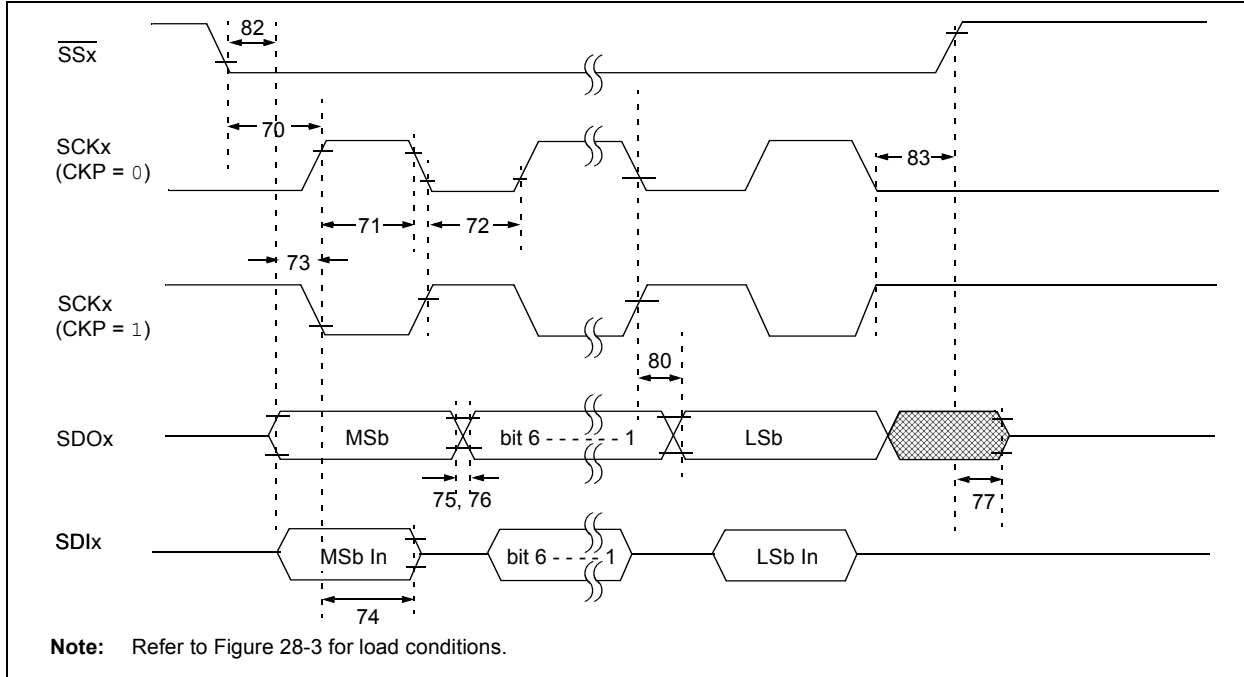 82
SSx
70
SCKx
(CKP = 0)
83
71
72
73
SCKx
(CKP = 1)
80
SDOx
MSb
bit 6 - - - - - - 1
LSb
75, 76
77
SDIx
MSb In
bit 6 - - - - - 1
LSb In
74
Note: Refer to Figure 28-3 for load conditions.